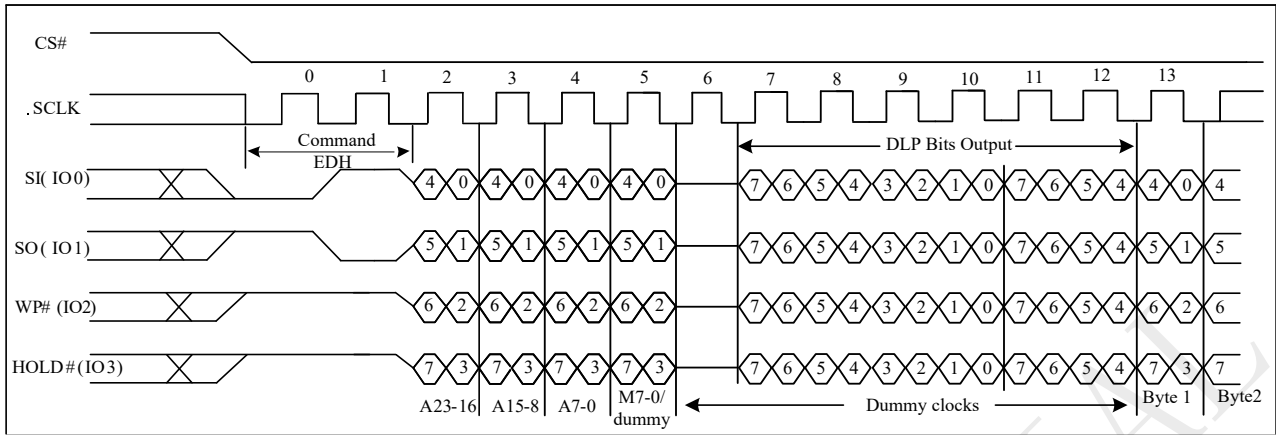 CS#
0 1 2 3 4 5 6 7 8 9 10 11 12 13
.SCLK
Command
EDH
DLP Bits Output
SI( IO0) 4 0 4 0 4 0 4 0 7 6 5 4 3 2 1 0 7 6 5 4 4 0 4
SO( IO1) 5 1 5 1 5 1 5 1 7 6 5 4 3 2 1 0 7 6 5 4 5 1 5
WP# (IO2) 6 2 6 2 6 2 6 2 7 6 5 4 3 2 1 0 7 6 5 4 6 2 6
HOLD#(IO3) 7 3 7 3 7 3 7 3 7 6 5 4 3 2 1 0 7 6 5 4 7 3 7
A23-16 A15-8 A7-0 M7-0/
dummy
Dummy clocks
Byte 1 Byte2